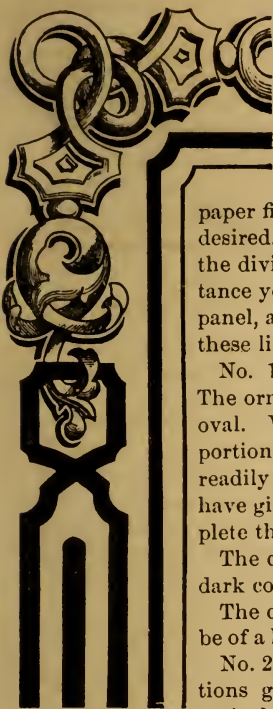 paper fi
desired.
the divi
tance y
panel, a
these li
No. 1
The orn
oval.
portion
readily
have gi
plete th
The c
dark co
The o
be of a
No. 2
tions g